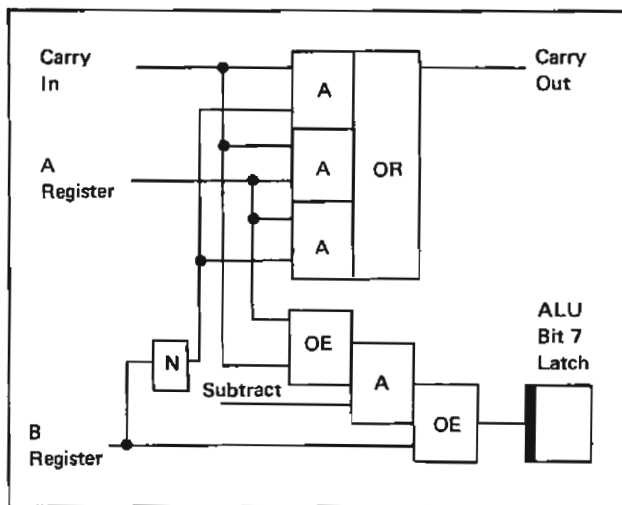 Carry
In
Carry
Out
A
A
Register
A
OR
A
ALU
Bit 7
Latch
OE
N
A
Subtract
OE
B
Register